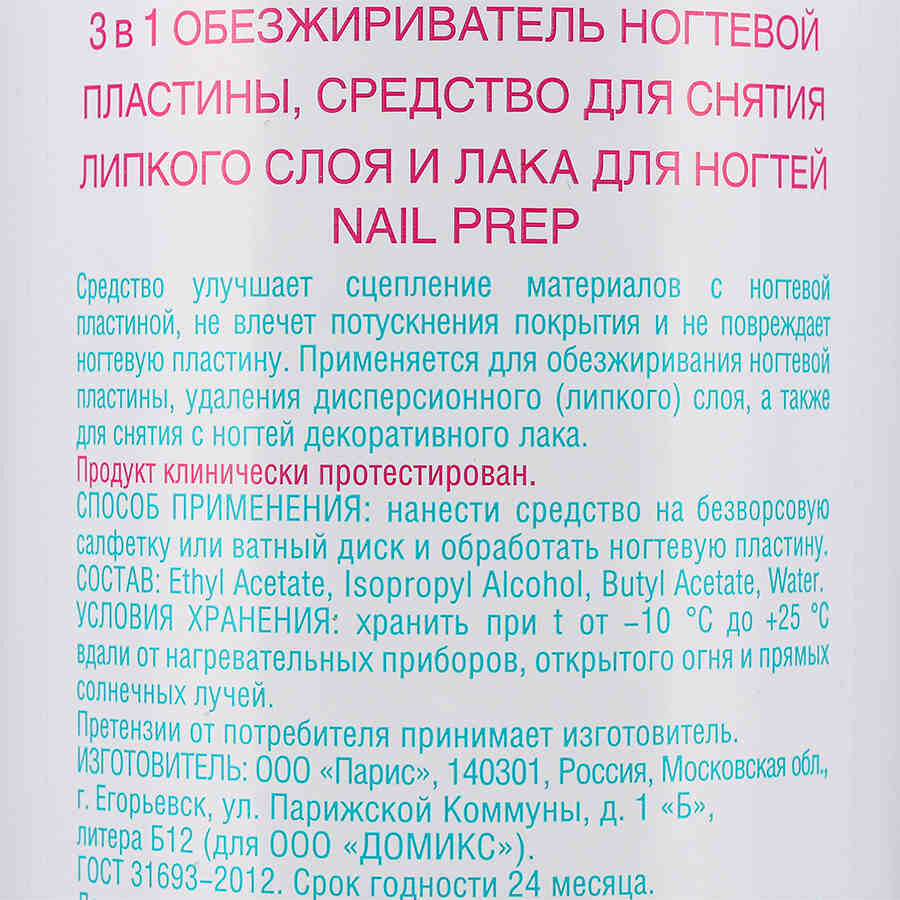 3 в 1 ОБЕЗЖИРИВАТЕЛЬ НОГТЕВОЙ
ПЛАСТИНЫ, СРЕДСТВО ДЛЯ СНЯТИЯ
ЛИПКОГО СЛОЯ И ЛАКА ДЛЯ НОГТЕЙ
NAIL PREP
Средство улучшает сцепление материалов с ногтевой
пластиной, не влечет потускнения покрытия и не повреждает
ногтевую пластину. Применяется для обезжиривания ногтевой
пластины, удаления дисперсионного (липкого) слоя, а также
для снятия с ногтей декоративного лака.
Продукт клинически протестирован.
СПОСОБ ПРИМЕНЕНИЯ: нанести средство на безворсовую
салфетку или ватный диск и обработать ногтевую пластину.
СОСТАВ: Ethyl Acetate, Isopropyl Alcohol, Butyl Acetate, Water.
УСЛОВИЯ ХРАНЕНИЯ: хранить при t от –10 °C до +25 °C
вдали от нагревательных приборов, открытого огня и прямых
солнечных лучей.
Претензии от потребителя принимает изготовитель.
ИЗГОТОВИТЕЛЬ: ООО «Парис», 140301, Россия, Московская обл.,
г. Егорьевск, ул. Парижской Коммуны, д. 1 «Б»,
литера Б12 (для ООО «ДОМИКС»).
ГОСТ 31693–2012. Срок годности 24 месяца.